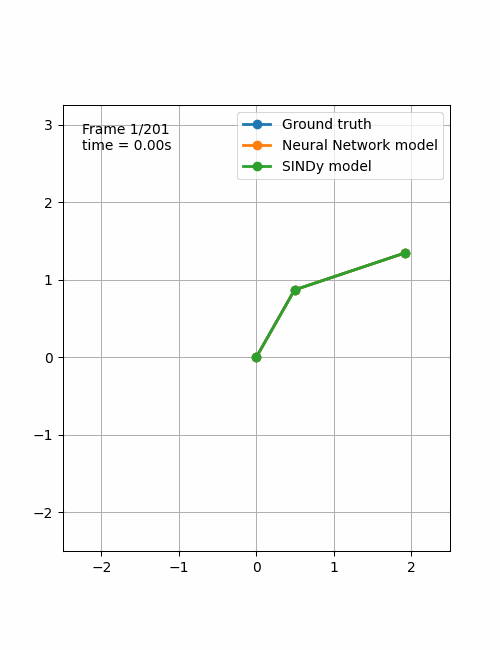 Frame 1/201
time = 0.00s
Ground truth
Neural Network model
SINDy model
3
2
1
0
−1
−2
−2
−1
0
1
2